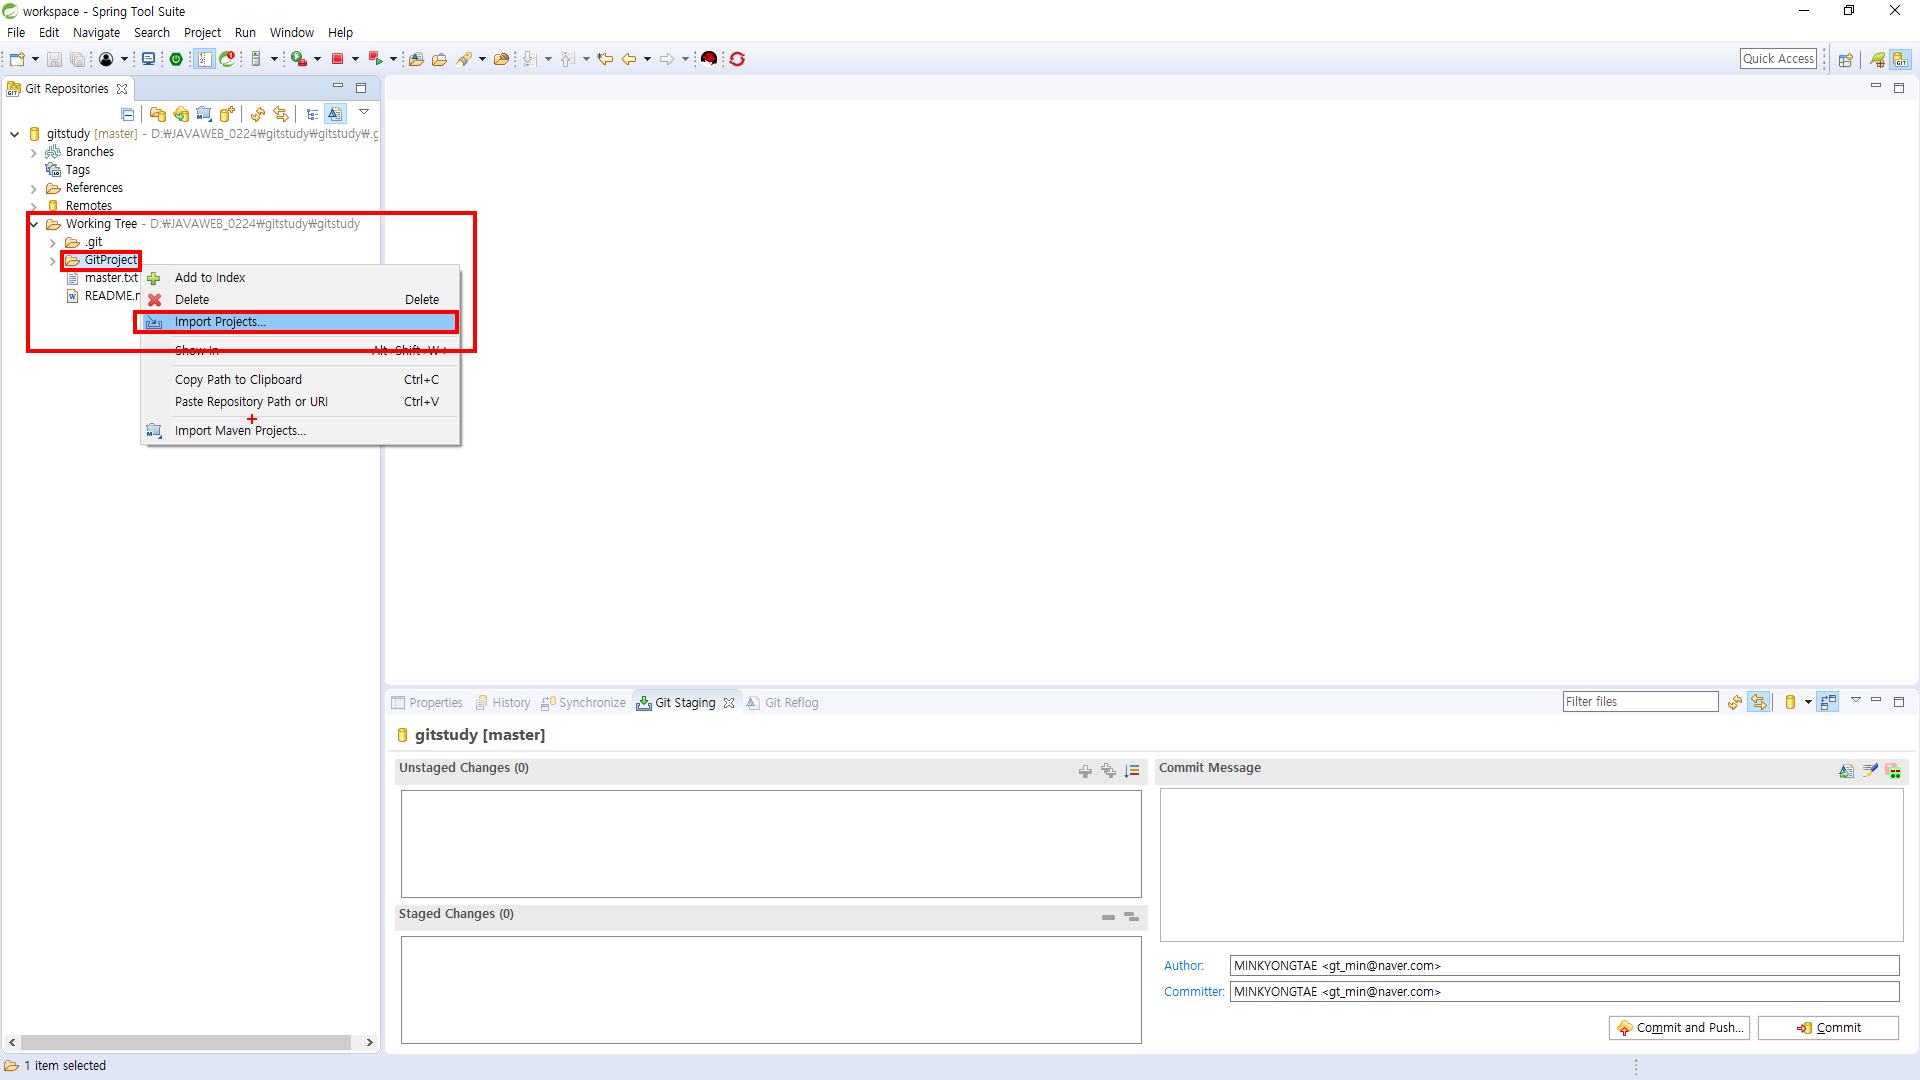 workspace - Spring Tool Suite
File Edit Navigate Search Project Run Window Help
Quick Access
Git Repositories
gitstudy [master] - D:₩JAVAWEB_0224₩gitstudy₩gitstudy₩.g
Branches
Tags
References
Remotes
Working Tree - D:₩JAVAWEB_0224₩gitstudy₩gitstudy
.git
GitProject
master.txt
README.m
Add to Index
Delete Delete
Import Projects...
Show In Alt+Shift+W
Copy Path to Clipboard Ctrl+C
Paste Repository Path or URI Ctrl+V
Import Maven Projects...
Properties History Synchronize Git Staging Git Reflog
Filter files
gitstudy [master]
Unstaged Changes (0)
Commit Message
Staged Changes (0)
Author: MINKYONGTAE <gt_min@naver.com>
Committer: MINKYONGTAE <gt_min@naver.com>
Commit and Push... Commit
1 item selected